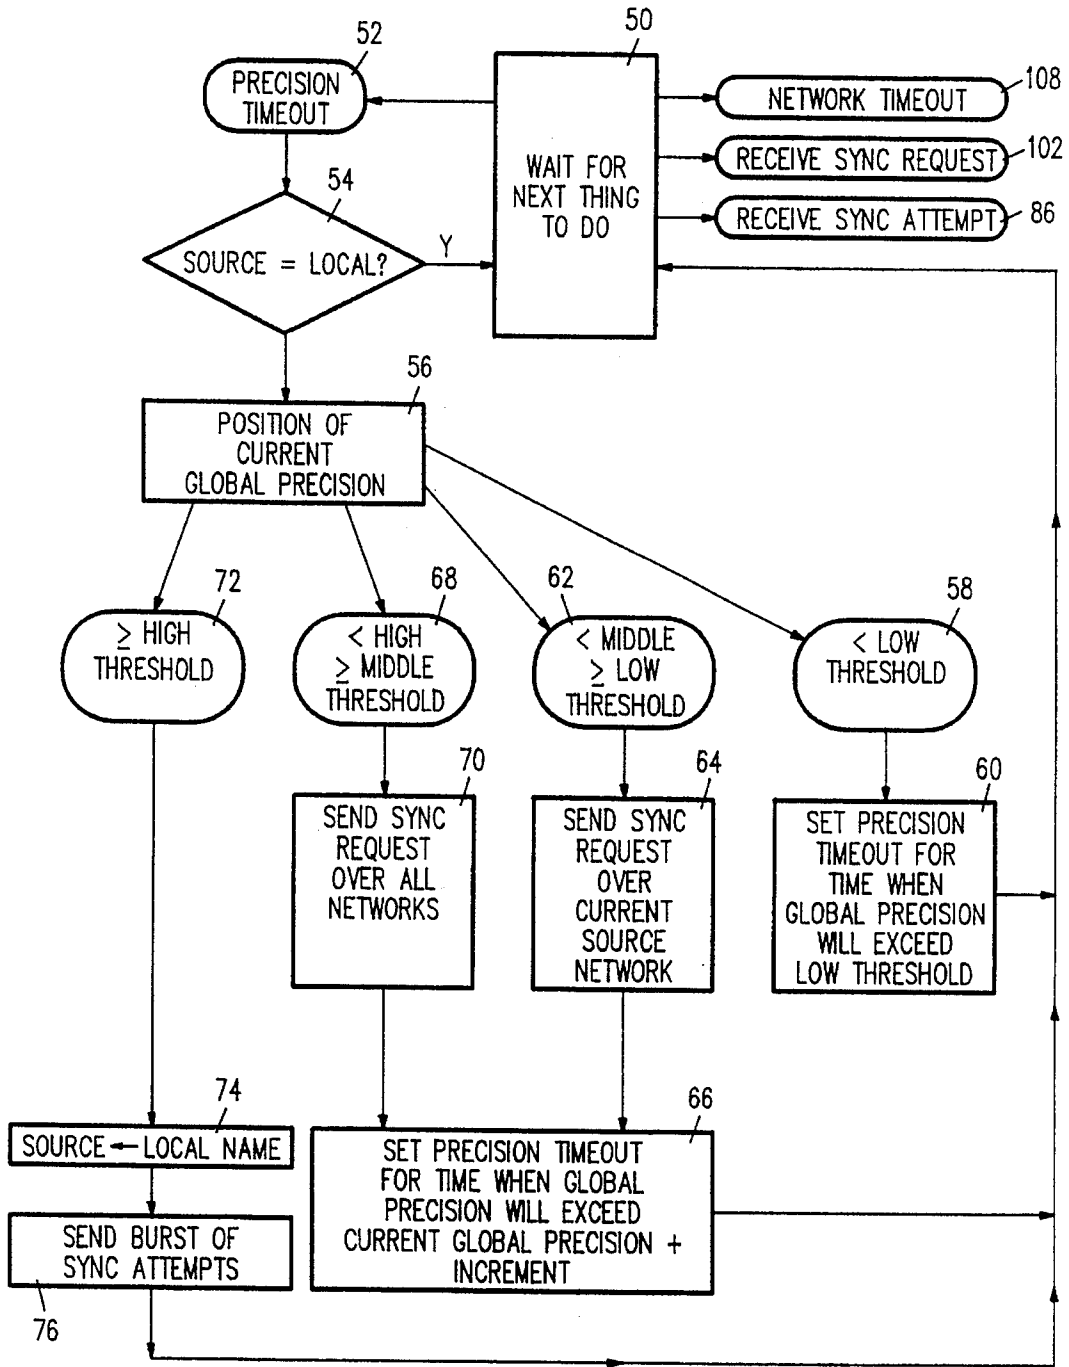 52
PRECISION
TIMEOUT
50
WAIT FOR
NEXT THING
TO DO
NETWORK TIMEOUT
108
RECEIVE SYNC REQUEST
102
RECEIVE SYNC ATTEMPT
86
54
SOURCE = LOCAL?
Y
56
POSITION OF
CURRENT
GLOBAL PRECISION
72
≥ HIGH
THRESHOLD
68
< HIGH
≥ MIDDLE
THRESHOLD
62
< MIDDLE
≥ LOW
THRESHOLD
58
< LOW
THRESHOLD
70
SEND SYNC
REQUEST
OVER ALL
NETWORKS
64
SEND SYNC
REQUEST
OVER
CURRENT
SOURCE
NETWORK
60
SET PRECISION
TIMEOUT FOR
TIME WHEN
GLOBAL PRECISION
WILL EXCEED
LOW THRESHOLD
74
SOURCE ← LOCAL NAME
66
SET PRECISION TIMEOUT
FOR TIME WHEN GLOBAL
PRECISION WILL EXCEED
CURRENT GLOBAL PRECISION +
INCREMENT
SEND BURST OF
SYNC ATTEMPTS
76